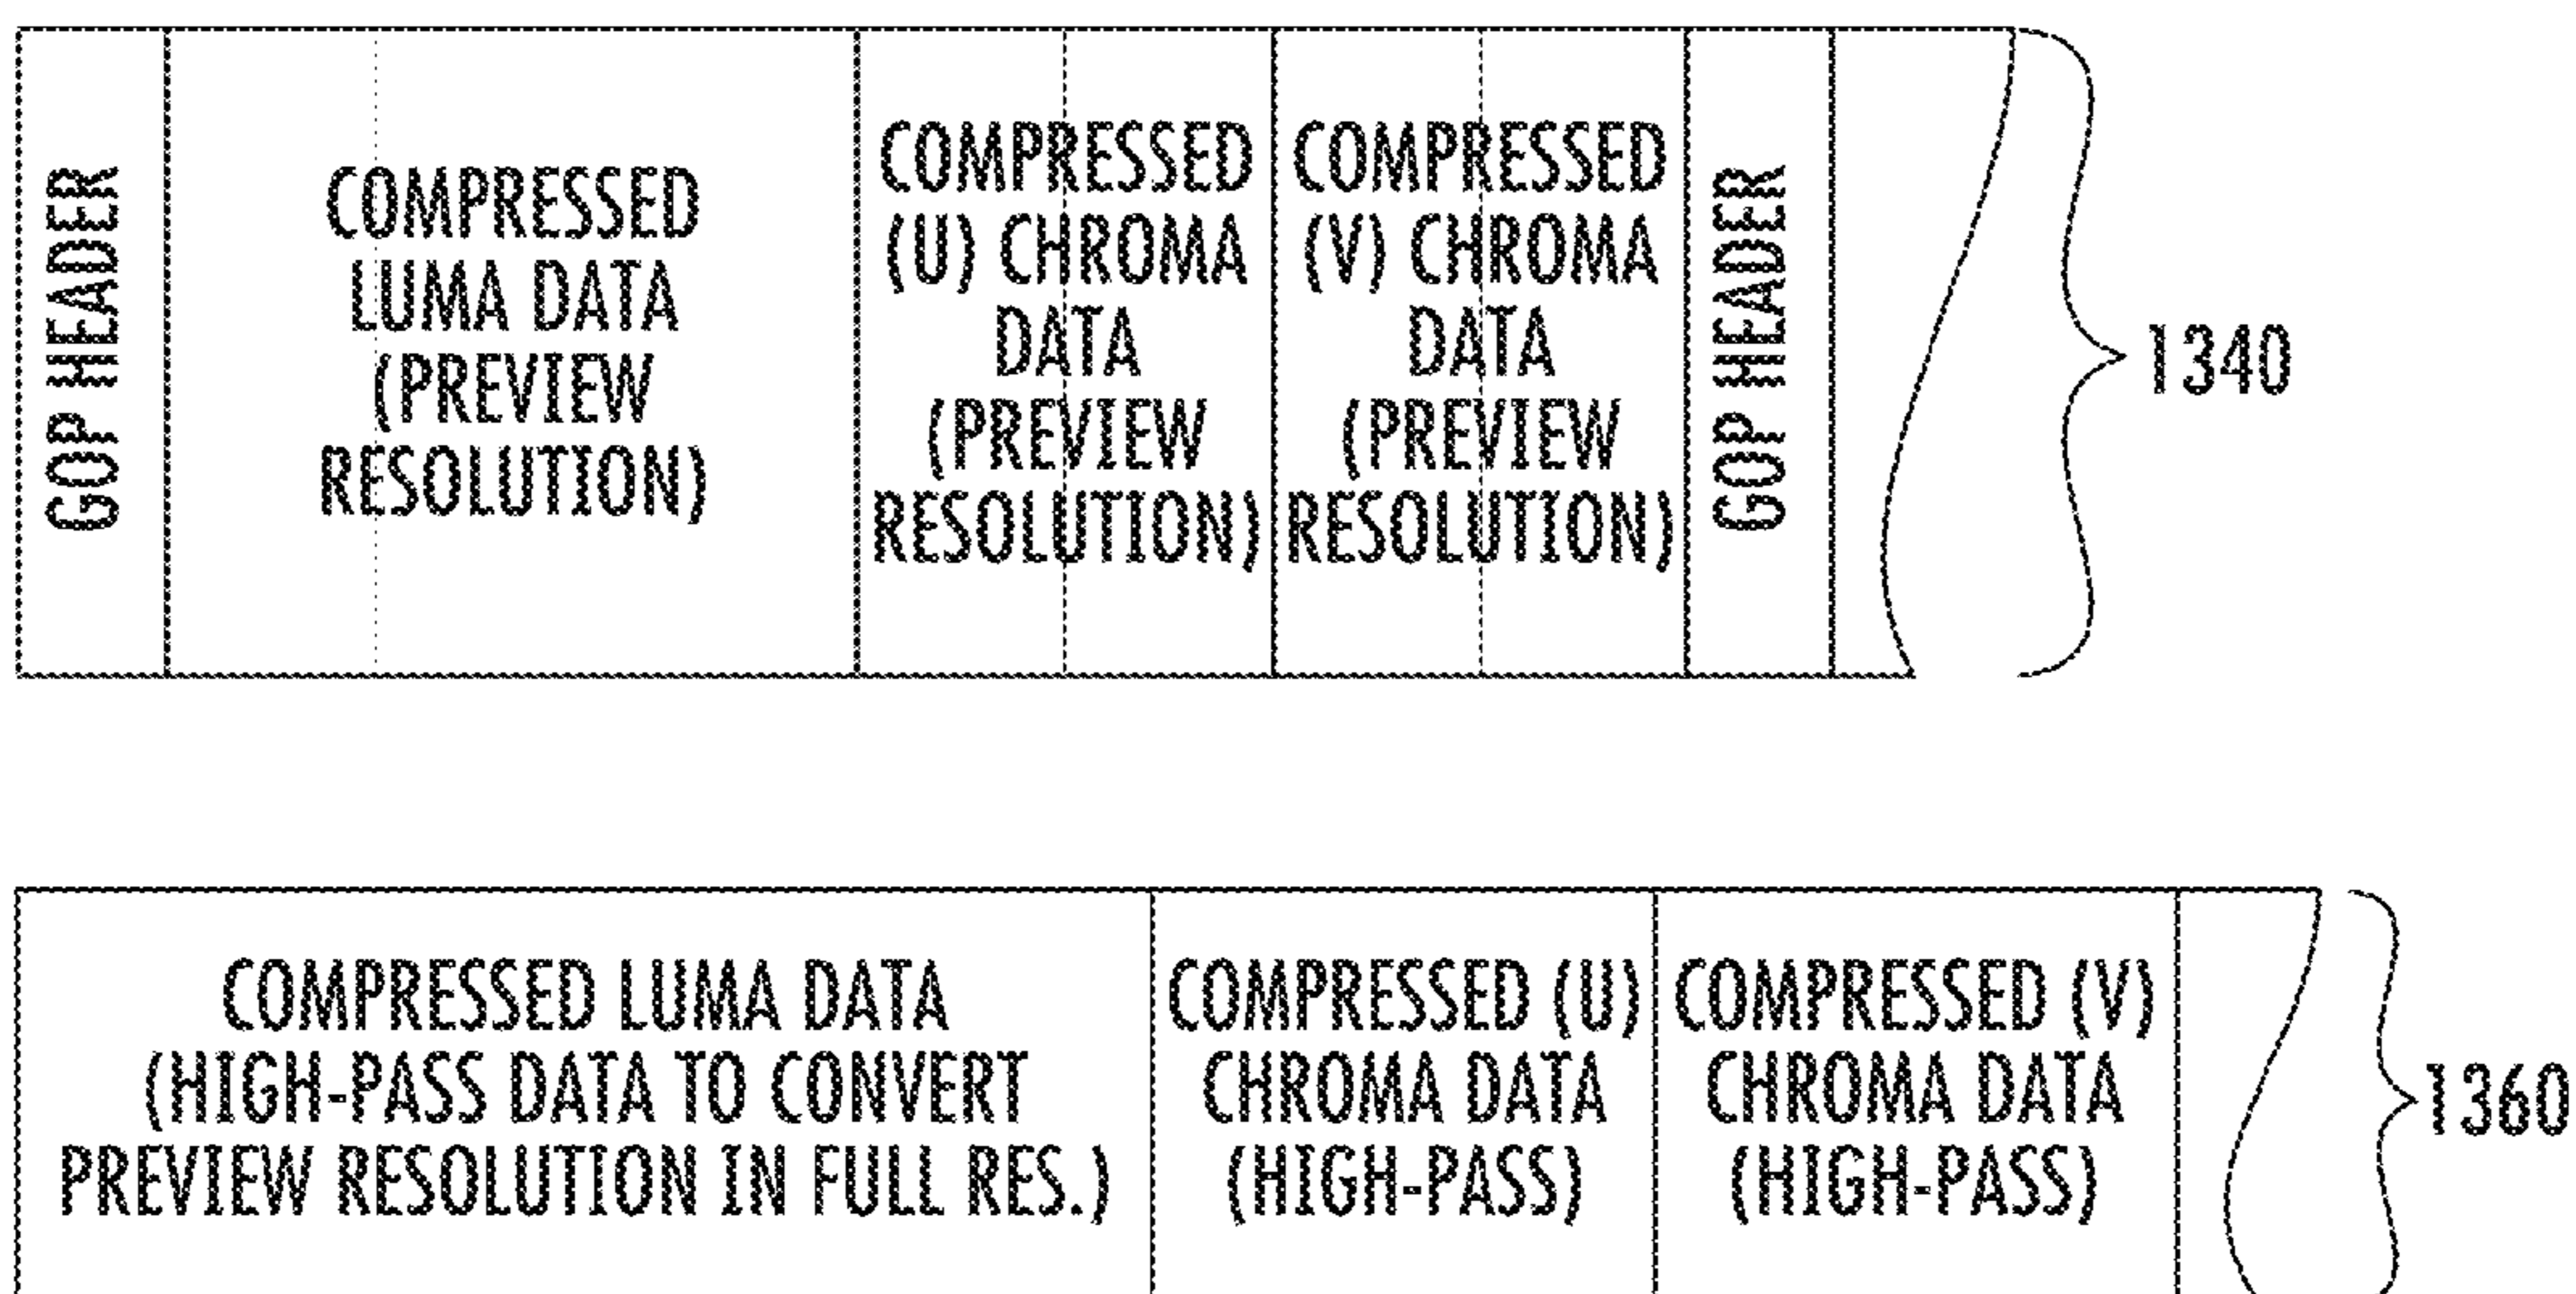 GOP HEADER
COMPRESSED
LUMA DATA
(PREVIEW
RESOLUTION)
COMPRESSED
(U) CHROMA
DATA
(PREVIEW
RESOLUTION)
COMPRESSED
(V) CHROMA
DATA
(PREVIEW
RESOLUTION)
GOP HEADER
1340
COMPRESSED LUMA DATA
(HIGH-PASS DATA TO CONVERT
PREVIEW RESOLUTION IN FULL RES.)
COMPRESSED (U)
CHROMA DATA
(HIGH-PASS)
COMPRESSED (V)
CHROMA DATA
(HIGH-PASS)
1360